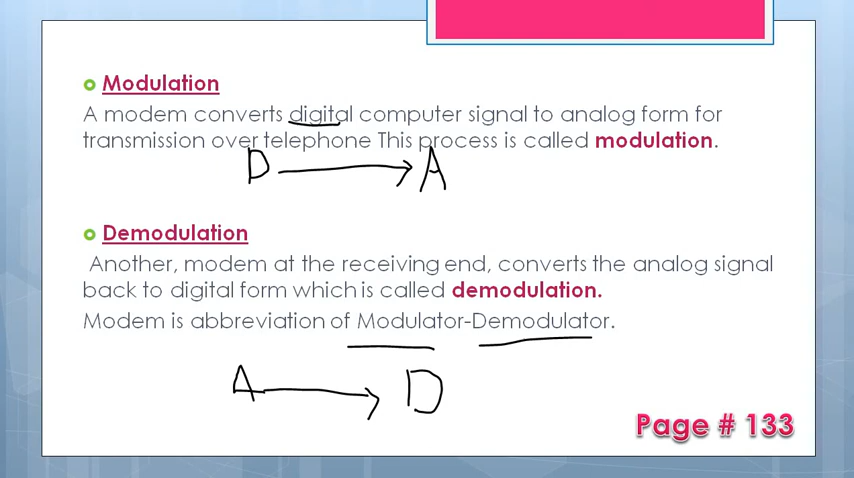 Modulation
A modem converts digital computer signal to analog form for
transmission over telephone This process is called modulation.
D → A
Demodulation
Another, modem at the receiving end, converts the analog signal
back to digital form which is called demodulation.
Modem is abbreviation of Modulator-Demodulator.
A → D
Page # 133